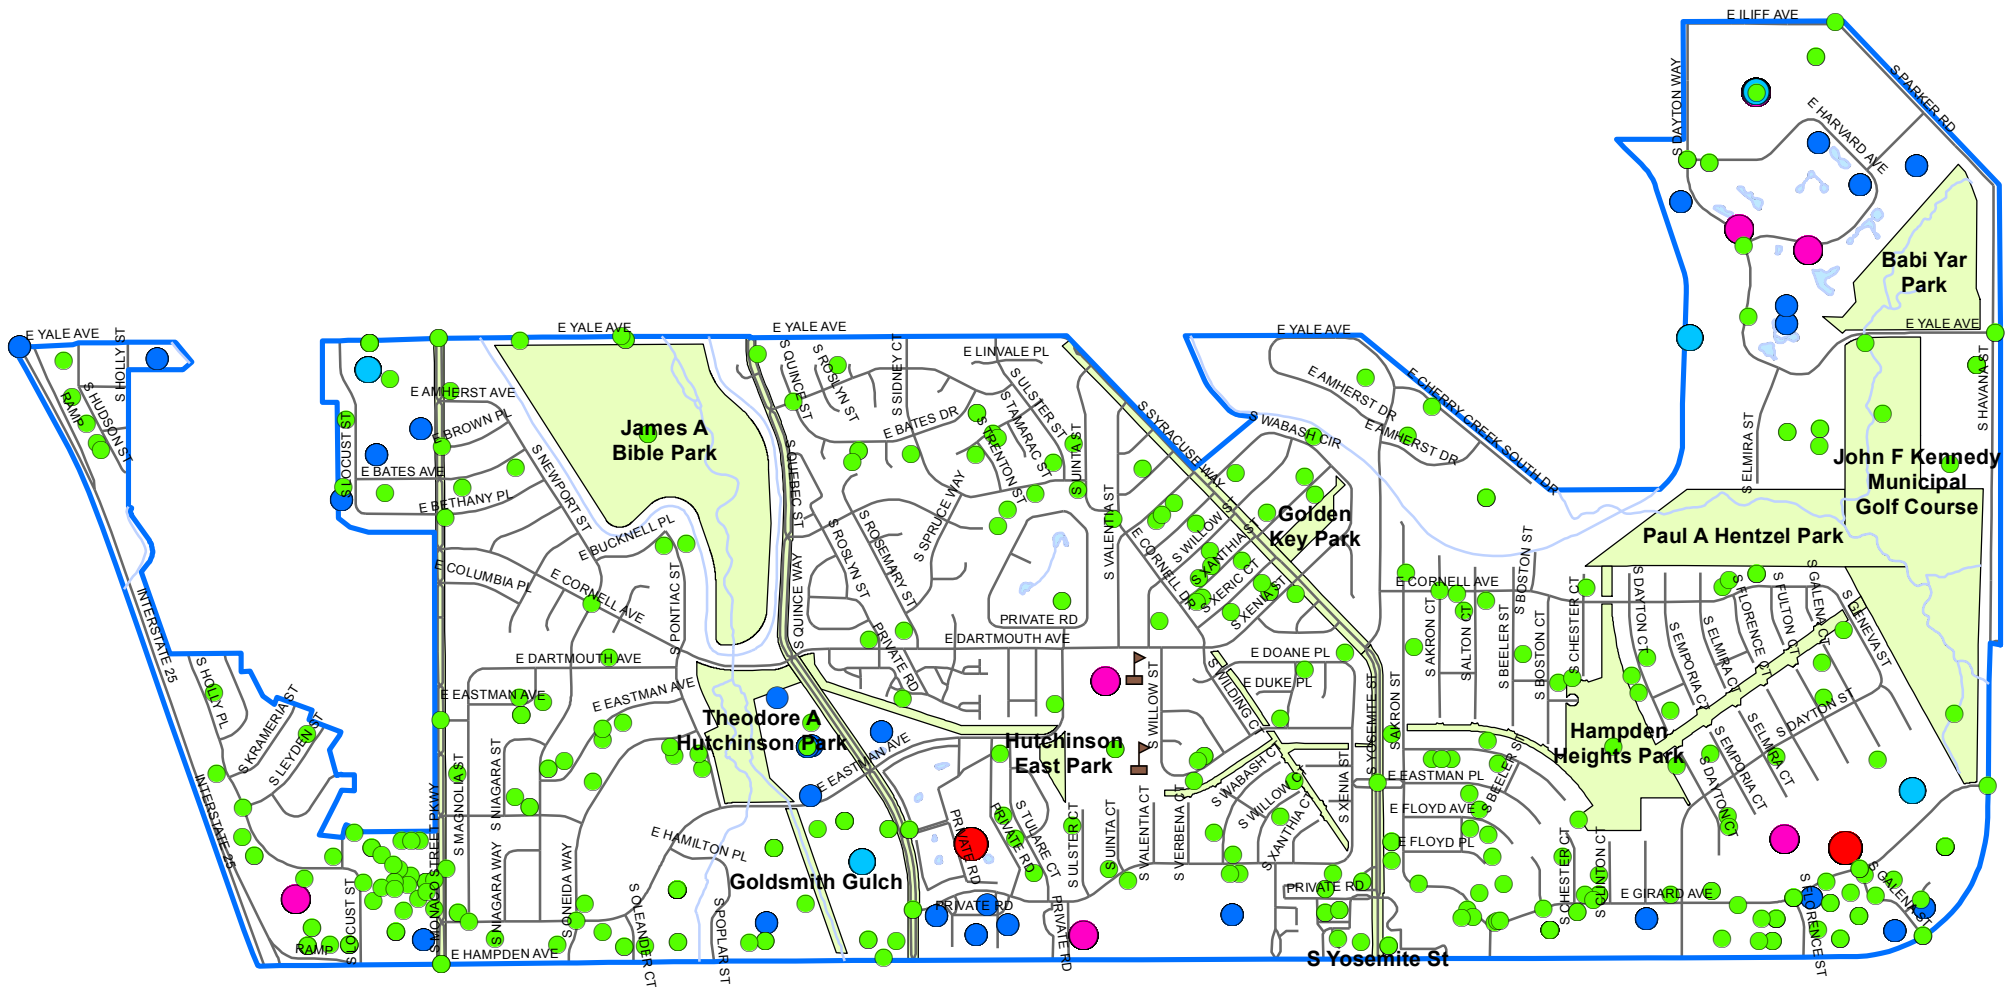 E ILIFF AVE
S DAYTON WAY
S PARKER RD
E HARVARD AVE
Babi Yar
Park
E YALE AVE
S HAVANA ST
E YALE AVE
S HOLLY ST
E YALE AVE
E YALE AVE
E YALE AVE
E LINVALE PL
S HUDSON ST
RAMP
E AMHERST AVE
E BROWN PL
S LOCUST ST
E BATES AVE
E BETHANY PL
S NEWPORT ST
James A
Bible Park
S QUINCE ST
S ROSLYN ST
S SIDNEY CT
E BATES DR
S ULSTER ST
S TAMARAC ST
S TRENTON ST
S UINTA ST
S SYRACUSE WAY
S WABASH CIR
E AMHERST DR
E AMHERST DR
E CHERRY CREEK SOUTH DR
S ELMIRA ST
John F Kennedy
Municipal
Golf Course
S QUEBEC ST
S SPRUCE WAY
S VALENTIA ST
Golden
Key Park
Paul A Hentzel Park
S WILLOW ST
S XANTHIA ST
S XERIC CT
S XENIA ST
E CORNELL DR
E BUCKNELL PL
E COLUMBIA PL
E CORNELL AVE
S PONTIAC ST
S QUINCE WAY
S ROSLYN ST
S ROSEMARY ST
PRIVATE RD
PRIVATE RD
E DARTMOUTH AVE
E CORNELL AVE
S BOSTON ST
S AKRON CT
S ALTON CT
S BEELER ST
S BOSTON CT
S CHESTER CT
S DAYTON CT
S EMPORIA CT
S ELMIRA CT
S FLORENCE CT
S FULTON CT
S GALENA CT
S GENEVA ST
INTERSTATE 25
S HOLLY PL
S KRAMERIA ST
S LEYDEN ST
E DARTMOUTH AVE
E EASTMAN AVE
E EASTMAN AVE
Theodore A
Hutchinson Park
E EASTMAN AVE
Hutchinson
East Park
S WILLOW ST
S WILDING CT
E DOANE PL
E DUKE PL
S YOSEMITE ST
S AKRON ST
Hampden
Heights Park
S DAYTON ST
S ELMIRA CT
S EMPORIA CT
S DAYTON CT
INTERSTATE 25
S MONACO STREET PKWY
S MAGNOLIA ST
S NIAGARA ST
E HAMILTON PL
Goldsmith Gulch
PRIVATE RD
PRIVATE RD
S TULARE CT
S ULSTER CT
S UINTA CT
S VALENTIA CT
S VERBENA CT
S WABASH CT
S WILLOW CT
S XANTHIA CT
S XENIA ST
E EASTMAN PL
E FLOYD AVE
S BEELER ST
E FLOYD PL
S CHESTER CT
S CLINTON CT
E GIRARD AVE
PRIVATE RD
PRIVATE RD
PRIVATE RD
S FLORENCE ST
S GALENA ST
RAMP
S LOCUST ST
S NIAGARA WAY
S ONEIDA WAY
S OLEANDER CT
S POPLAR ST
E HAMPDEN AVE
S Yosemite St